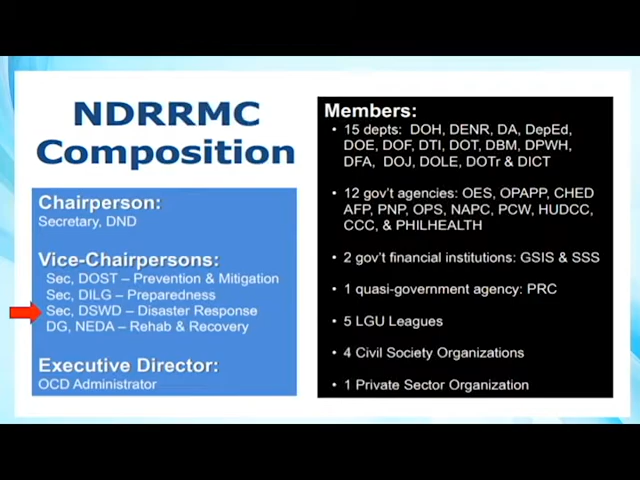 NDRRMC
Composition
Chairperson:
Secretary, DND
Vice-Chairpersons:
Sec, DOST – Prevention & Mitigation
Sec, DILG – Preparedness
Sec, DSWD – Disaster Response
DG, NEDA – Rehab & Recovery
Executive Director:
OCD Administrator
Members:
• 15 depts: DOH, DENR, DA, DepEd,
DOE, DOF, DTI, DOT, DBM, DPWH,
DFA, DOJ, DOLE, DOTr & DICT
• 12 gov't agencies: OES, OPAPP, CHED
AFP, PNP, OPS, NAPC, PCW, HUDCC,
CCC, & PHILHEALTH
• 2 gov't financial institutions: GSIS & SSS
• 1 quasi-government agency: PRC
• 5 LGU Leagues
• 4 Civil Society Organizations
• 1 Private Sector Organization